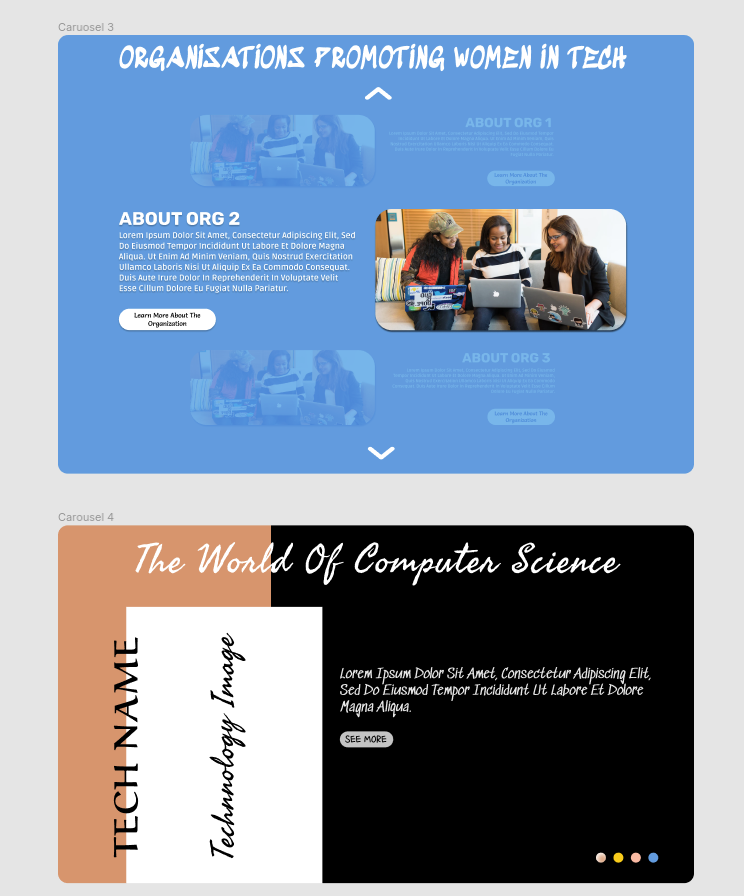 Caruosel 3
ORGANISATIONS PROMOTING WOMEN IN TECH
ABOUT ORG 1
Learn More About The
Organization
ABOUT ORG 2
Lorem Ipsum Dolor Sit Amet, Consectetur Adipiscing Elit, Sed
Do Eiusmod Tempor Incididunt Ut Labore Et Dolore Magna
Aliqua. Ut Enim Ad Minim Veniam, Quis Nostrud Exercitation
Ullamco Laboris Nisi Ut Aliquip Ex Ea Commodo Consequat.
Duis Aute Irure Dolor In Reprehenderit In Voluptate Velit
Esse Cillum Dolore Eu Fugiat Nulla Pariatur.
Learn More About The
Organization
ABOUT ORG 3
Learn More About The
Organization
Carousel 4
The World Of Computer Science
TECH NAME
Technnology Image
Lorem Ipsum Dolor Sit Amet, Consectetur Adipiscing Elit,
Sed Do Eiusmod Tempor Incididunt Ut Labore Et Dolore
Magna Aliqua.
SEE MORE